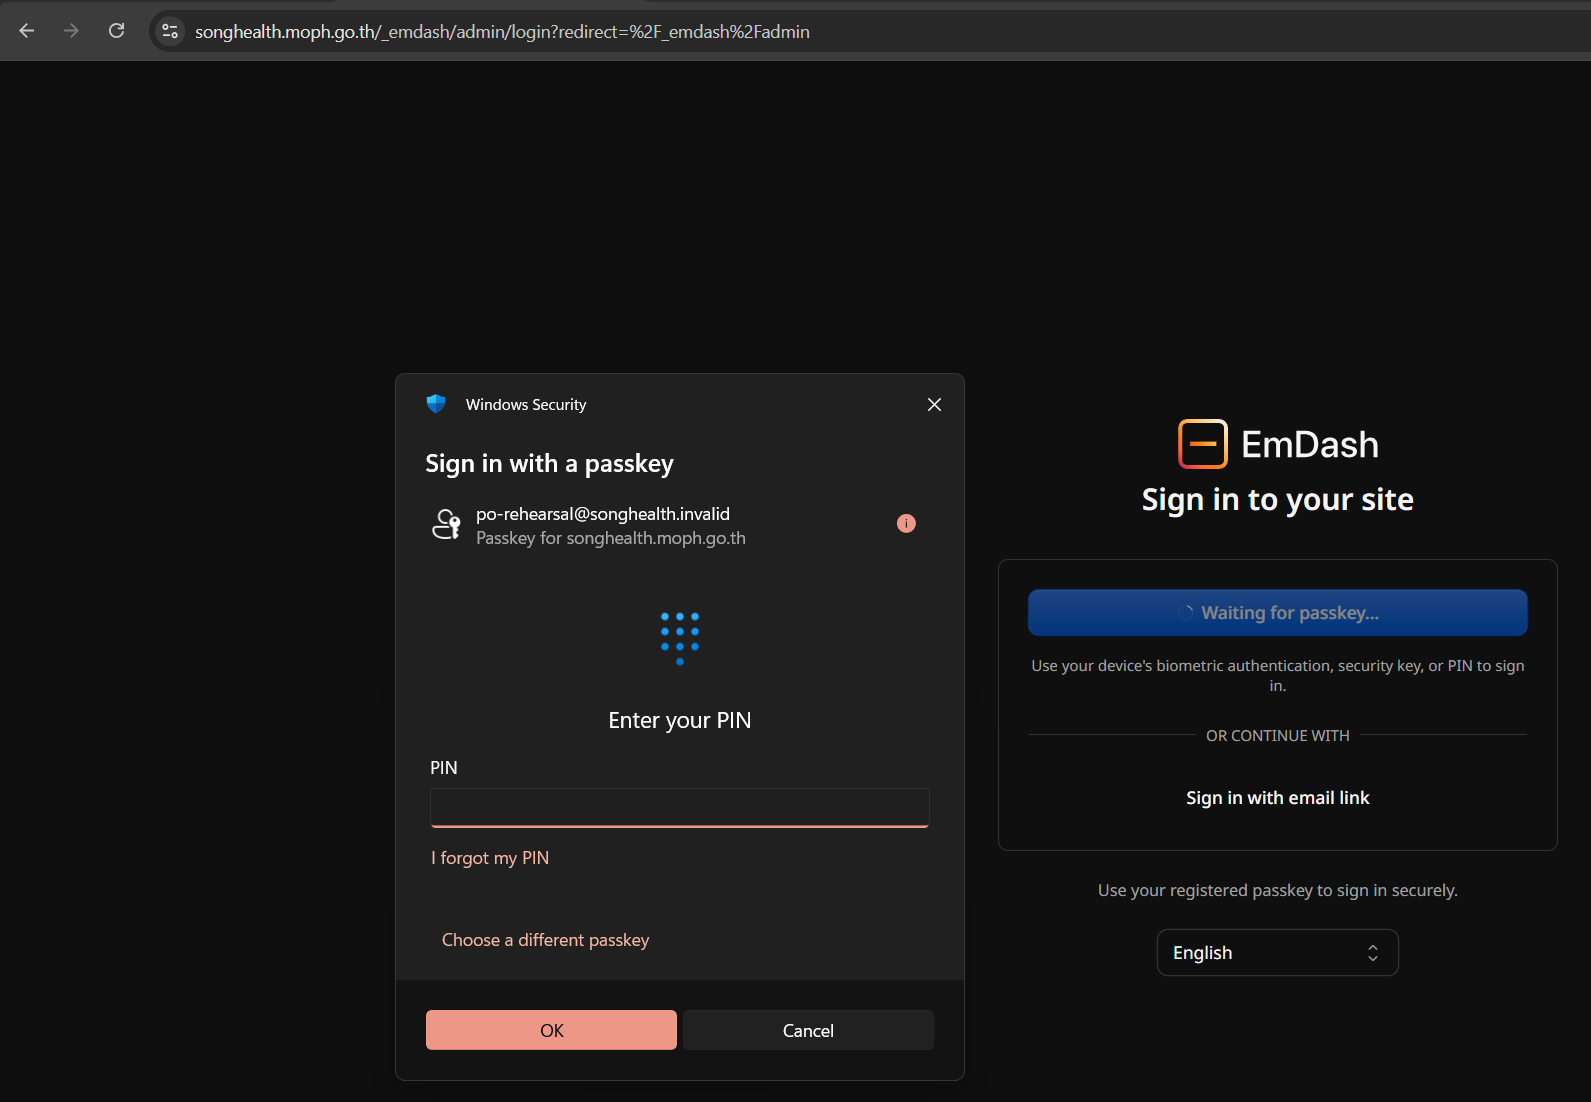 songhealth.moph.go.th/_emdash/admin/login?redirect=%2F_emdash%2Fadmin
Windows Security
Sign in with a passkey
po-rehearsal@songhealth.invalid
Passkey for songhealth.moph.go.th
Enter your PIN
PIN
I forgot my PIN
Choose a different passkey
OK
Cancel
EmDash
Sign in to your site
Waiting for passkey...
Use your device's biometric authentication, security key, or PIN to sign
in.
OR CONTINUE WITH
Sign in with email link
Use your registered passkey to sign in securely.
English